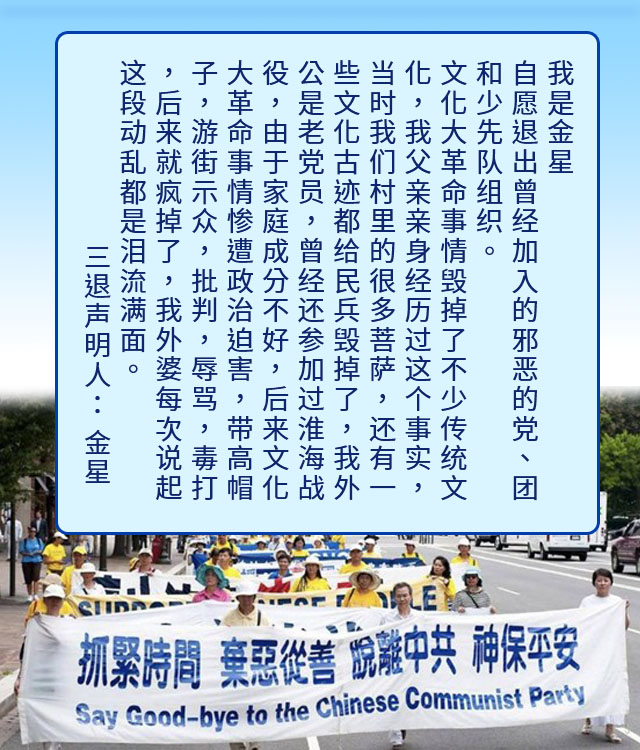 我是金星
自愿退出曾经加入的邪恶的党、团
和少先队组织。
文化大革命事情毁掉了不少传统文
化，我父亲亲身经历过这个事实，
当时我们村里的很多菩萨，还有一
些文化古迹都给民兵毁掉了，我外
公是老党员，曾经还参加过淮海战
役，由于家庭成分不好，后来文化
大革命事情惨遭政治迫害，带高帽
子，游街示众，批判，辱骂，毒打
，后来就疯掉了，我外婆每次说起
这段动乱都是泪流满面。
三退声明人：金星
抓緊時間 棄惡從善 脫離中共 神保平安
Say Good-bye to the Chinese Communist Party